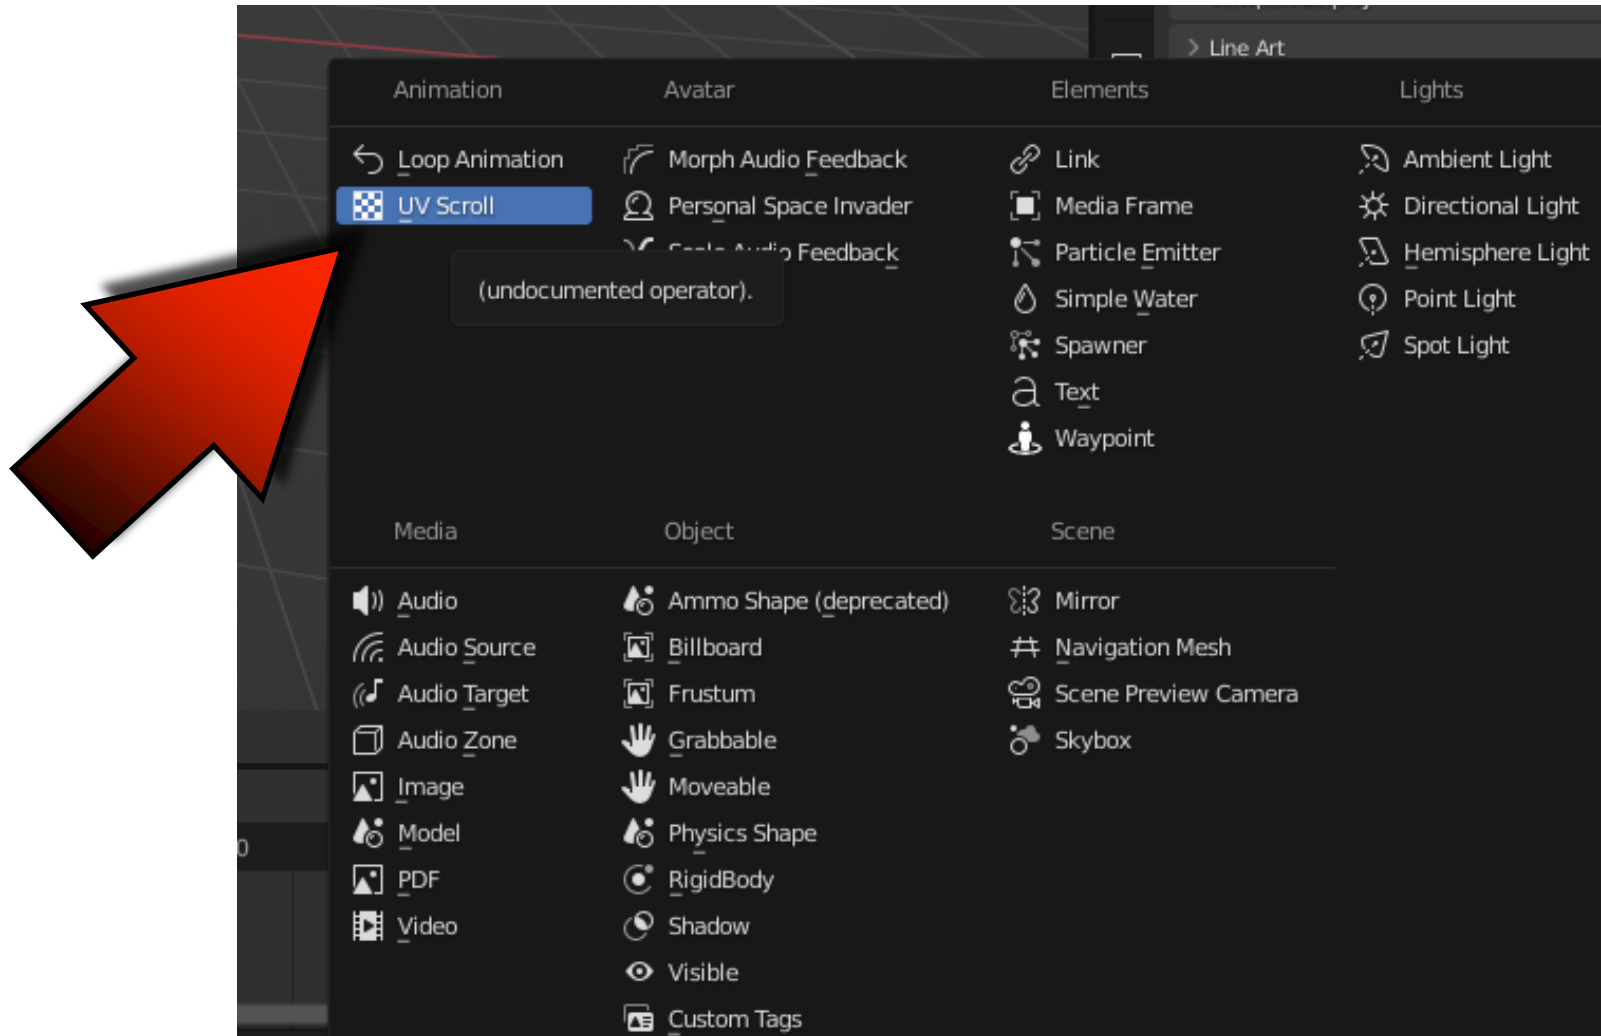 Line Art
Animation
Avatar
Elements
Lights
Loop Animation
Morph Audio Feedback
Link
Ambient Light
UV Scroll
Personal Space Invader
Media Frame
Directional Light
Audio Feedback
Particle Emitter
Hemisphere Light
(undocumented operator).
Simple Water
Point Light
Spawner
Spot Light
Text
Waypoint
Media
Object
Scene
Audio
Ammo Shape (deprecated)
Mirror
Audio Source
Billboard
Navigation Mesh
Audio Target
Frustum
Scene Preview Camera
Audio Zone
Grabbable
Skybox
Image
Moveable
Model
Physics Shape
0
PDF
RigidBody
Video
Shadow
Visible
Custom Tags